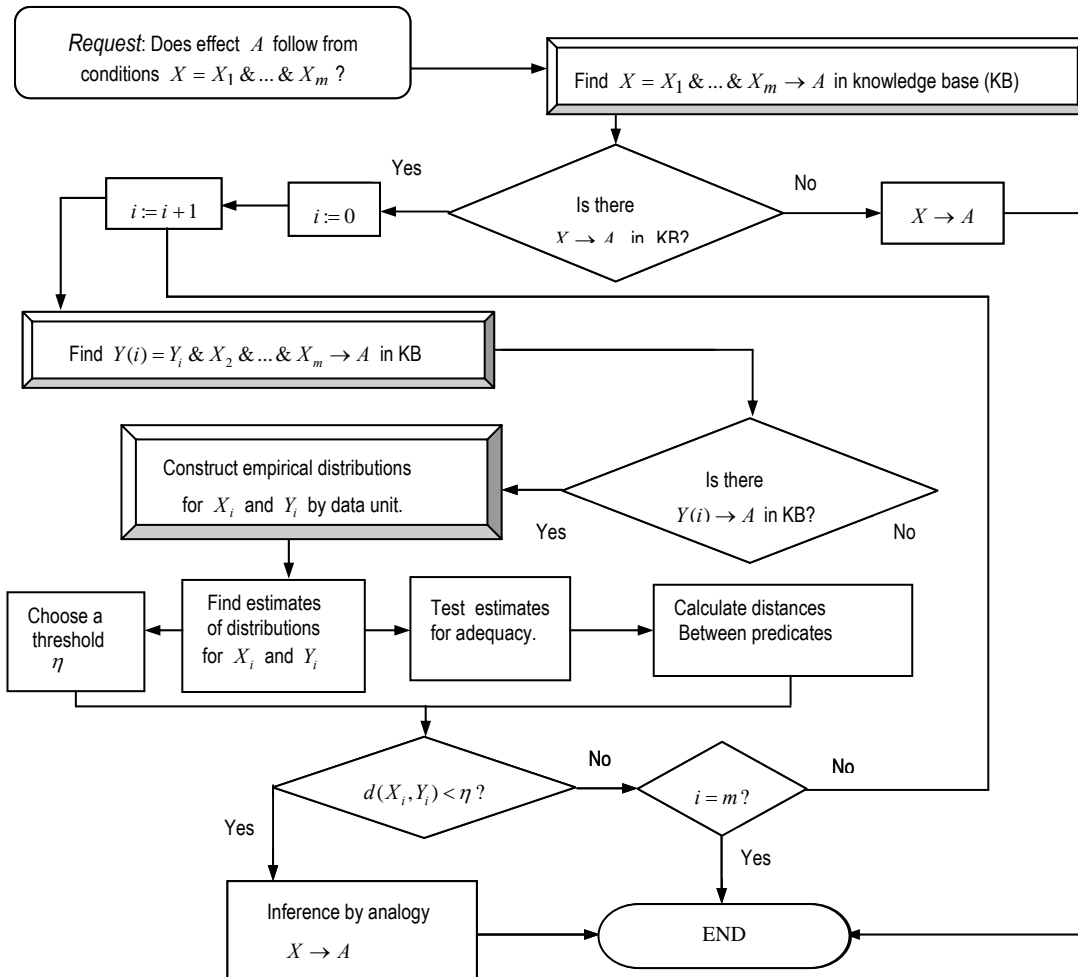 Request: Does effect A follow from
conditions X = X₁ & ... & Xₘ ?
Find X = X₁ & ... & Xₘ → A in knowledge base (KB)
Yes
No
i := i + 1
i := 0
Is there
X → A in KB?
X → A
Find Y(i) = Yᵢ & X₂ & ... & Xₘ → A in KB
Construct empirical distributions
for Xᵢ and Yᵢ by data unit.
Is there
Y(i) → A in KB?
Yes
No
Choose a
threshold
η
Find estimates
of distributions
for Xᵢ and Yᵢ
Test estimates
for adequacy.
Calculate distances
Between predicates
d(Xᵢ, Yᵢ) < η ?
No
i = m ?
No
Yes
Yes
Inference by analogy
X → A
END